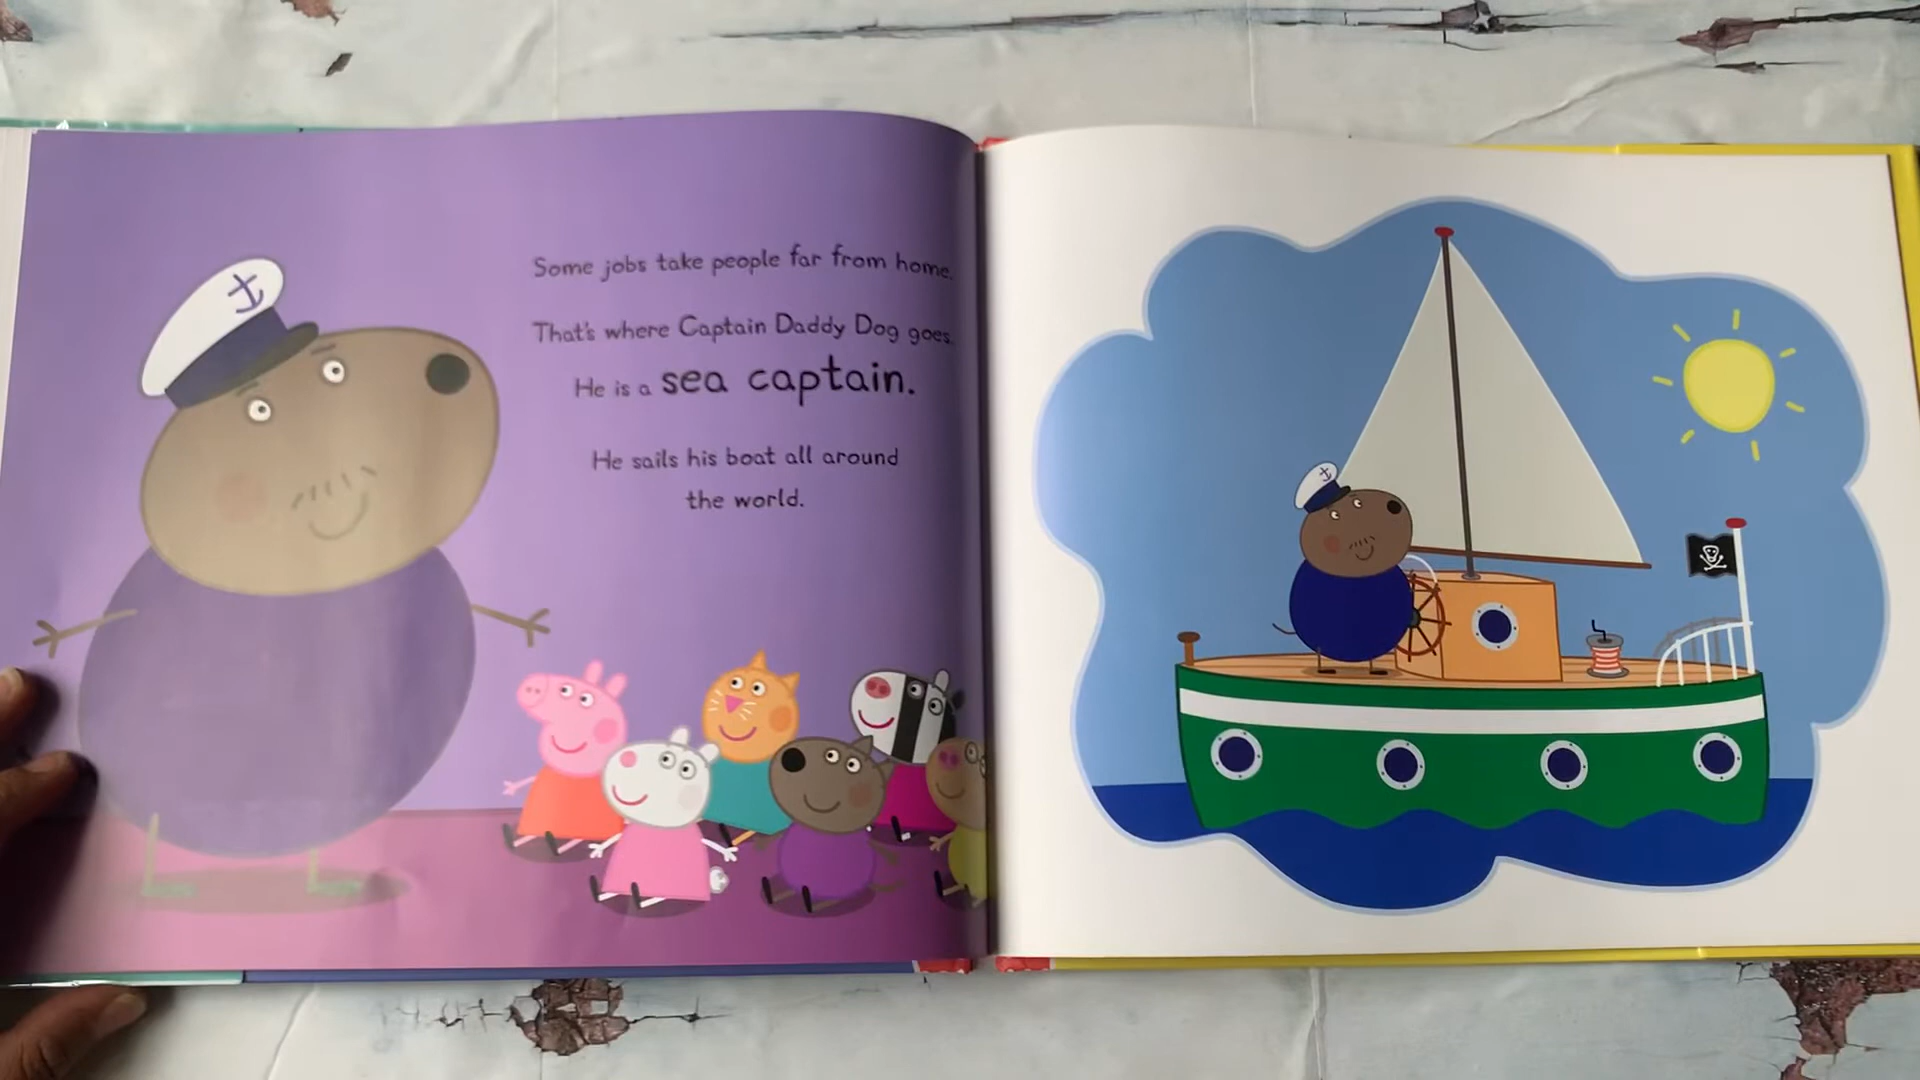 Some jobs take people far from home.
That's where Captain Daddy Dog goes.
He is a sea captain.
He sails his boat all around
the world.